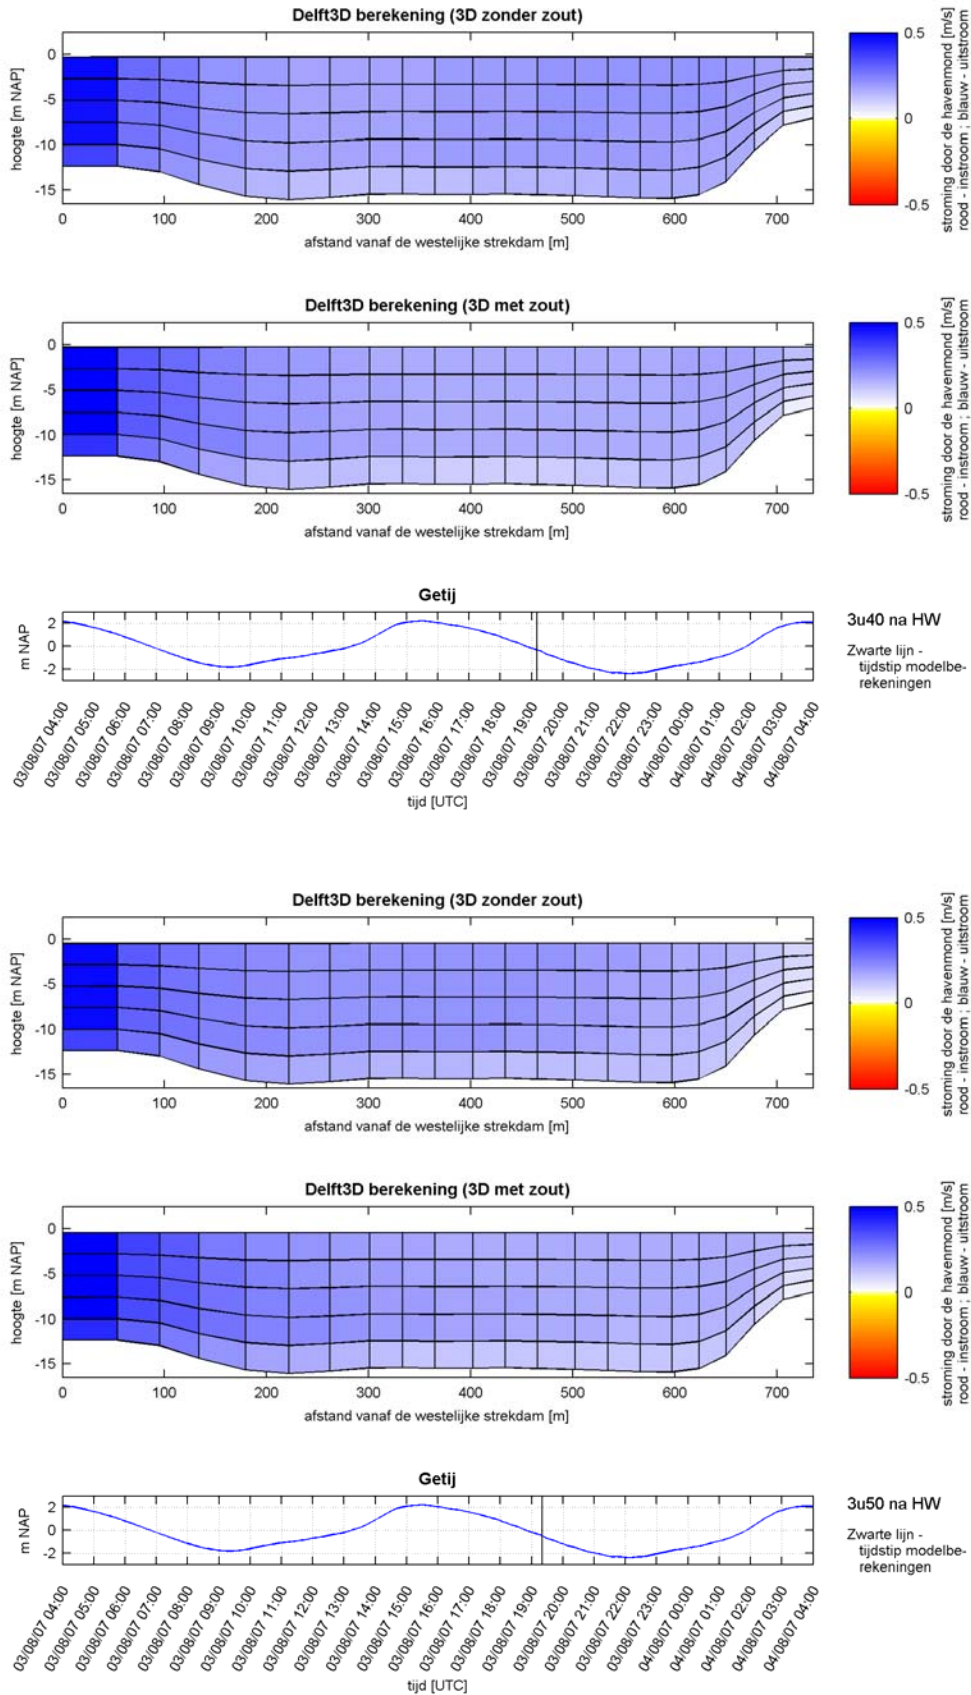 Delft3D berekening (3D zonder zout)
hoogte [m NAP]
0
-5
-10
-15
0 100 200 300 400 500 600 700
afstand vanaf de westelijke strekdam [m]
0.5
0
-0.5
stroming door de havenmond [m/s]
rood - instroom ; blauw - uitstroom
Delft3D berekening (3D met zout)
hoogte [m NAP]
0
-5
-10
-15
0 100 200 300 400 500 600 700
afstand vanaf de westelijke strekdam [m]
0.5
0
-0.5
stroming door de havenmond [m/s]
rood - instroom ; blauw - uitstroom
Getij
m NAP
2
0
-2
03/08/07 04:00
03/08/07 05:00
03/08/07 06:00
03/08/07 07:00
03/08/07 08:00
03/08/07 09:00
03/08/07 10:00
03/08/07 11:00
03/08/07 12:00
03/08/07 13:00
03/08/07 14:00
03/08/07 15:00
03/08/07 16:00
03/08/07 17:00
03/08/07 18:00
03/08/07 19:00
03/08/07 20:00
03/08/07 21:00
03/08/07 22:00
03/08/07 23:00
04/08/07 00:00
04/08/07 01:00
04/08/07 02:00
04/08/07 03:00
04/08/07 04:00
tijd [UTC]
3u40 na HW
Zwarte lijn -
tijdstip modelbe-
rekeningen
Delft3D berekening (3D zonder zout)
hoogte [m NAP]
0
-5
-10
-15
0 100 200 300 400 500 600 700
afstand vanaf de westelijke strekdam [m]
0.5
0
-0.5
stroming door de havenmond [m/s]
rood - instroom ; blauw - uitstroom
Delft3D berekening (3D met zout)
hoogte [m NAP]
0
-5
-10
-15
0 100 200 300 400 500 600 700
afstand vanaf de westelijke strekdam [m]
0.5
0
-0.5
stroming door de havenmond [m/s]
rood - instroom ; blauw - uitstroom
Getij
m NAP
2
0
-2
03/08/07 04:00
03/08/07 05:00
03/08/07 06:00
03/08/07 07:00
03/08/07 08:00
03/08/07 09:00
03/08/07 10:00
03/08/07 11:00
03/08/07 12:00
03/08/07 13:00
03/08/07 14:00
03/08/07 15:00
03/08/07 16:00
03/08/07 17:00
03/08/07 18:00
03/08/07 19:00
03/08/07 20:00
03/08/07 21:00
03/08/07 22:00
03/08/07 23:00
04/08/07 00:00
04/08/07 01:00
04/08/07 02:00
04/08/07 03:00
04/08/07 04:00
tijd [UTC]
3u50 na HW
Zwarte lijn -
tijdstip modelbe-
rekeningen